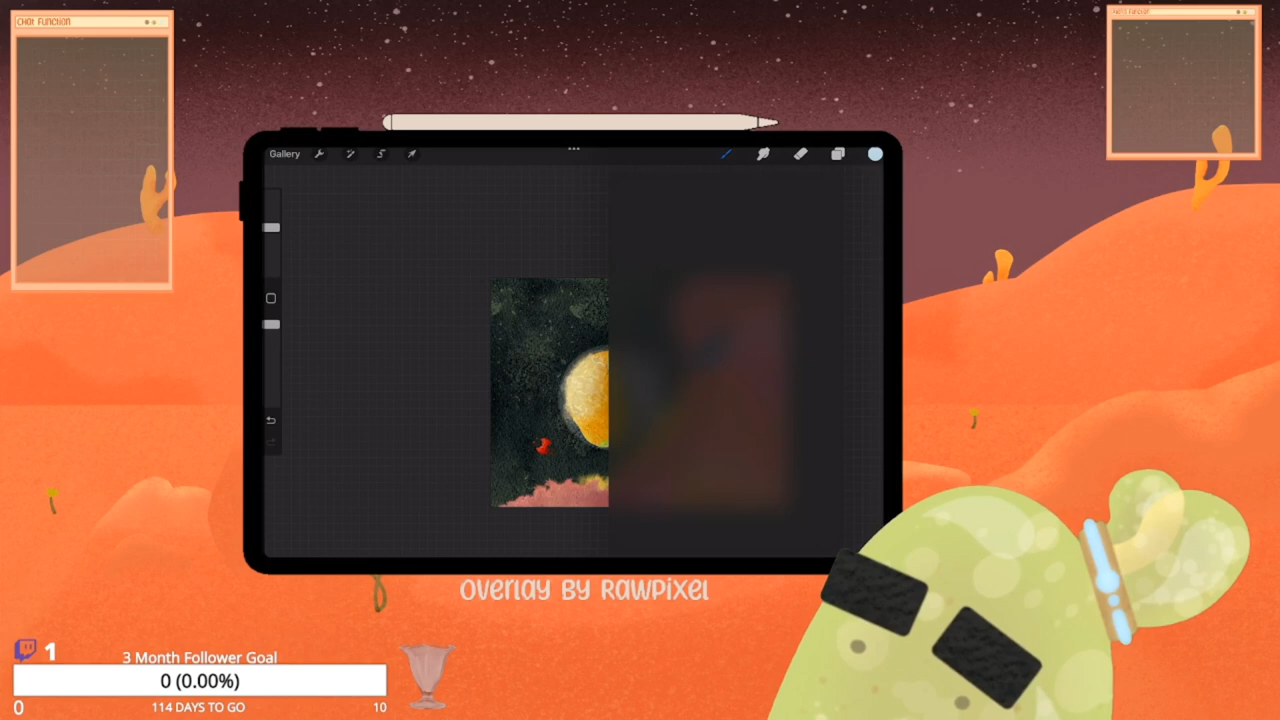 Chat Function
Gallery
Overlay by Rawpixel
1
3 Month Follower Goal
0 (0.00%)
0
114 DAYS TO GO
10